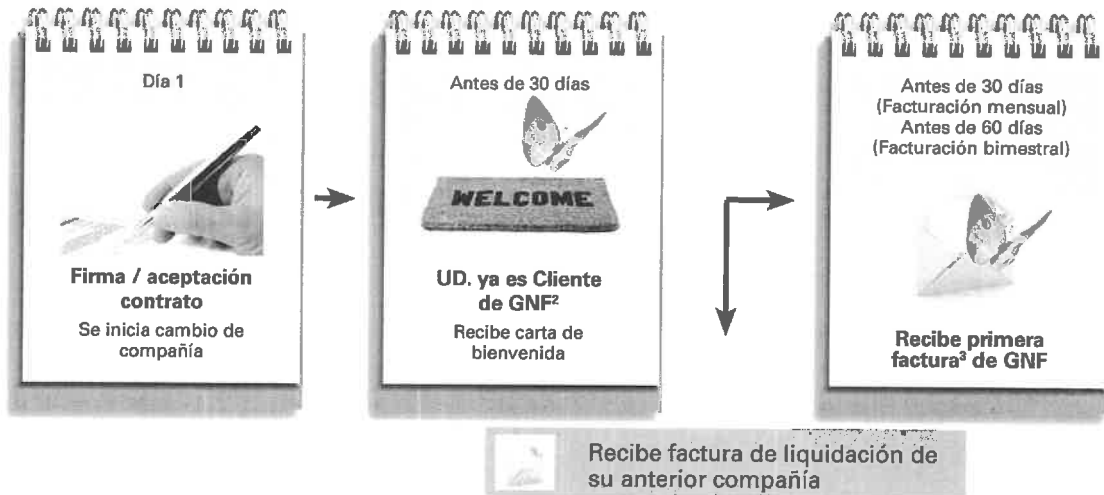 Día 1
Firma / aceptación
contrato
Se inicia cambio de
compañía
Antes de 30 días
WELCOME
UD. ya es Cliente
de GNF²
Recibe carta de
bienvenida
Antes de 30 días
(Facturación mensual)
Antes de 60 días
(Facturación bimestral)
Recibe primera
factura³ de GNF
Recibe factura de liquidación de
su anterior compañía